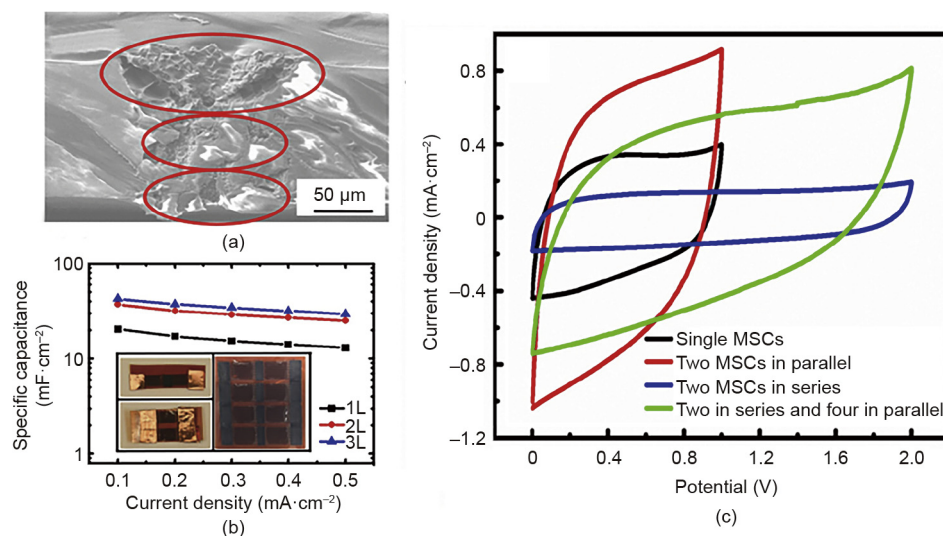 50 µm
(a)
Specific capacitance
(mF·cm⁻²)
100
10
1
1L
2L
3L
0.1
0.2
0.3
0.4
0.5
Current density (mA·cm⁻²)
(b)
Current density (mA·cm⁻²)
0.8
0.4
0
–0.4
–0.8
–1.2
Single MSCs
Two MSCs in parallel
Two MSCs in series
Two in series and four in parallel
0
0.4
0.8
1.2
1.6
2.0
Potential (V)
(c)